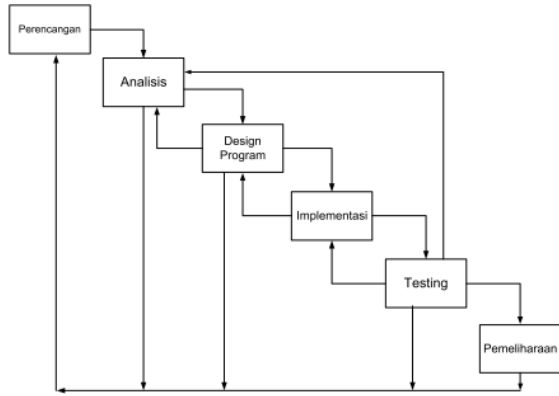 Perencangan
Analisis
Design
Program
Implementasi
Testing
Pemeliharaan